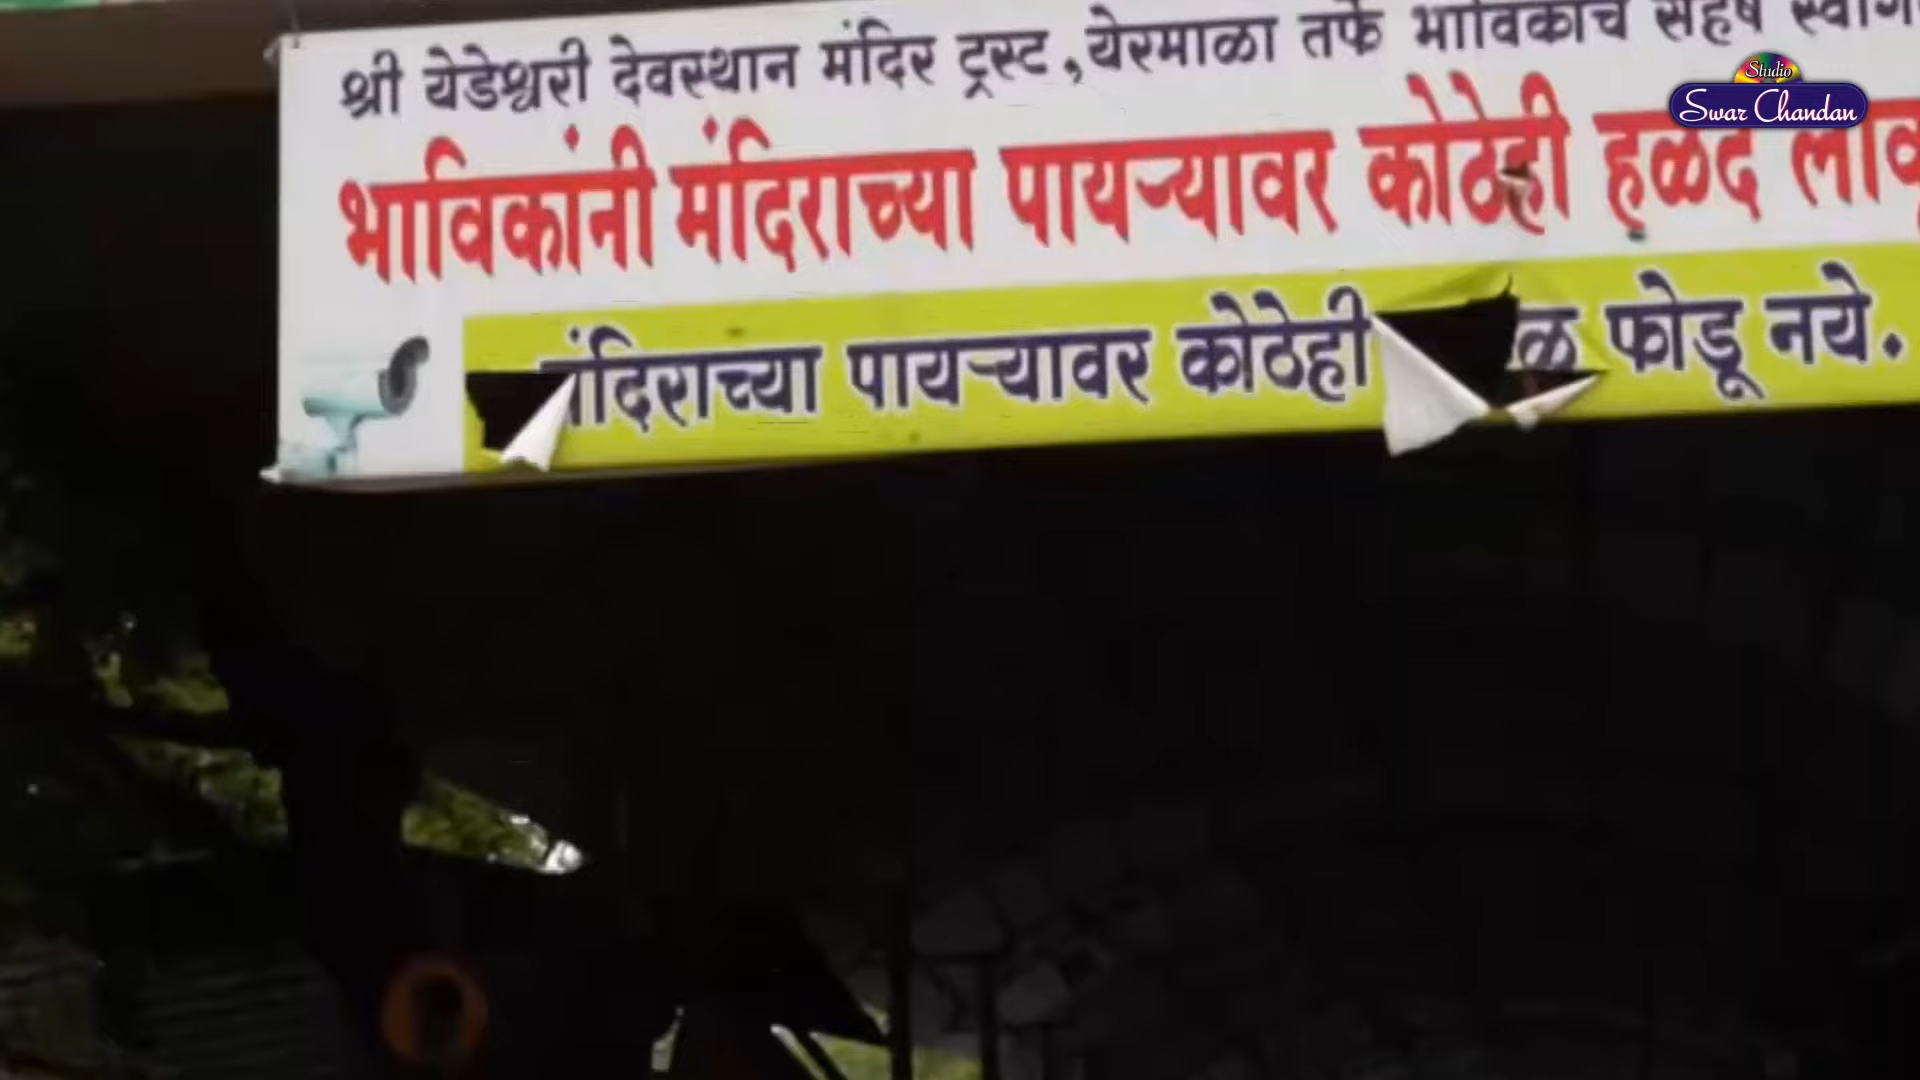 श्री येडेश्वरी देवस्थान मंदिर ट्रस्ट, येरमाळा तर्फे भाविकांचे सहर्ष
Studio
Swar Chandan
भाविकांनी मंदिराच्या पायऱ्यावर कोठेही हळद
मंदिराच्या पायऱ्यावर कोठेही फोडू नये.